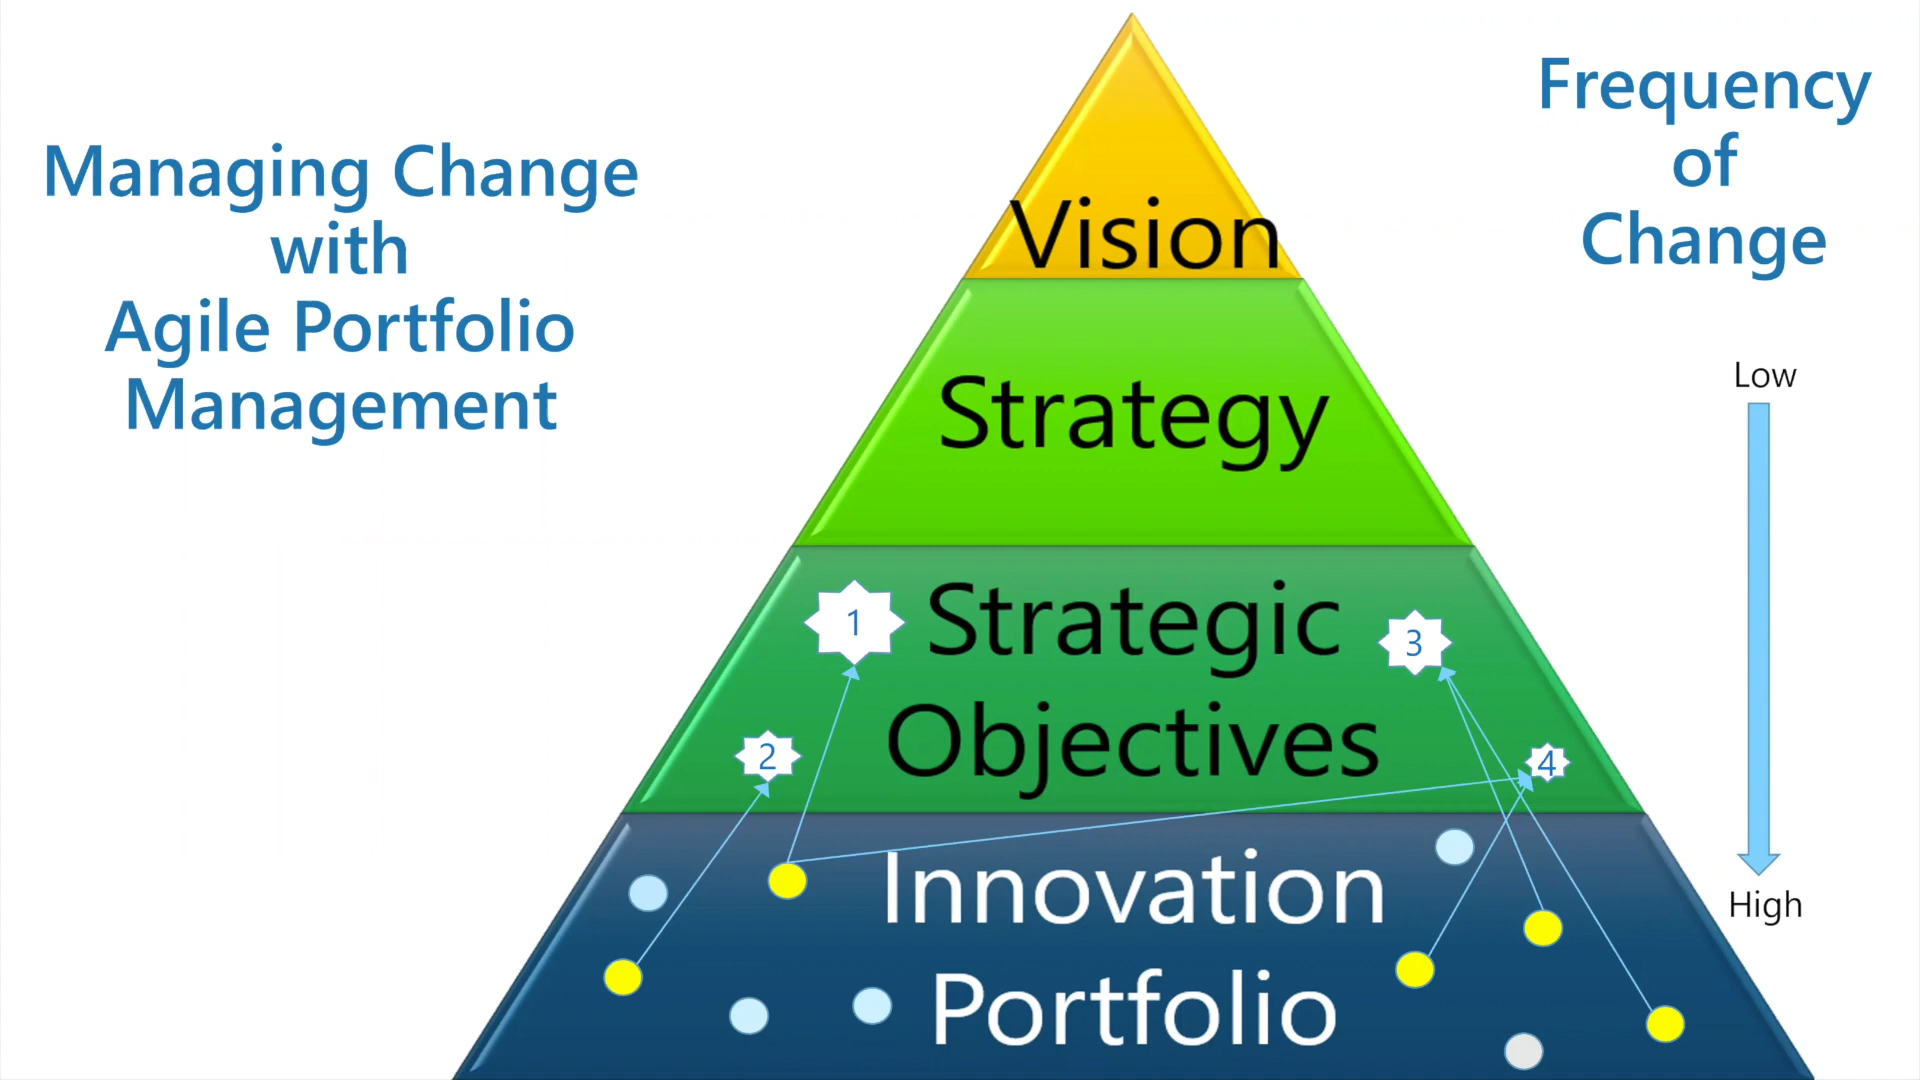 Managing Change
with
Agile Portfolio
Management
Vision
Strategy
Strategic
Objectives
Innovation
Portfolio
1
2
3
4
Frequency
of
Change
Low
High